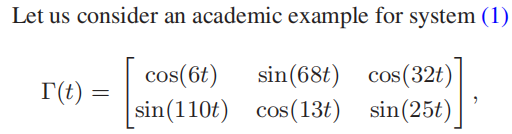 Let us consider an academic example for system (1)
Γ(t) = [ cos(6t) sin(68t) cos(32t)
sin(110t) cos(13t) sin(25t) ] ,